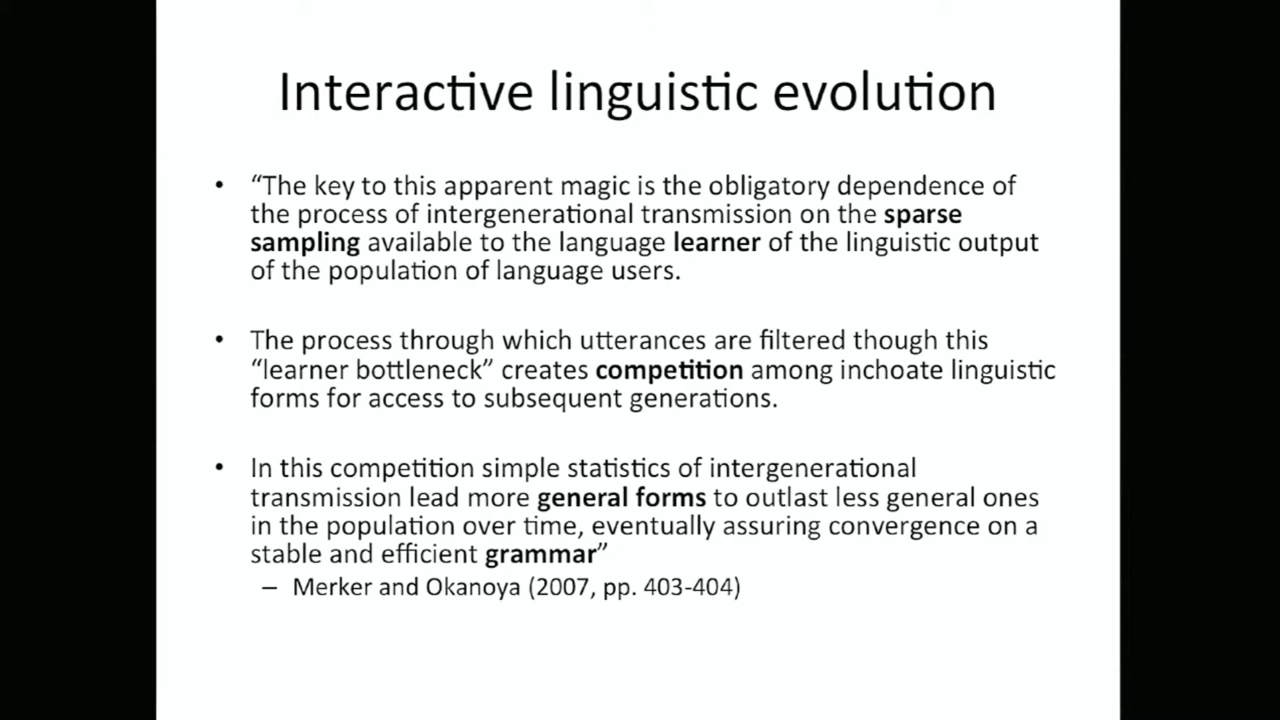 Interactive linguistic evolution
• “The key to this apparent magic is the obligatory dependence of
the process of intergenerational transmission on the sparse
sampling available to the language learner of the linguistic output
of the population of language users.
• The process through which utterances are filtered though this
“learner bottleneck” creates competition among inchoate linguistic
forms for access to subsequent generations.
• In this competition simple statistics of intergenerational
transmission lead more general forms to outlast less general ones
in the population over time, eventually assuring convergence on a
stable and efficient grammar”
– Merker and Okanoya (2007, pp. 403-404)